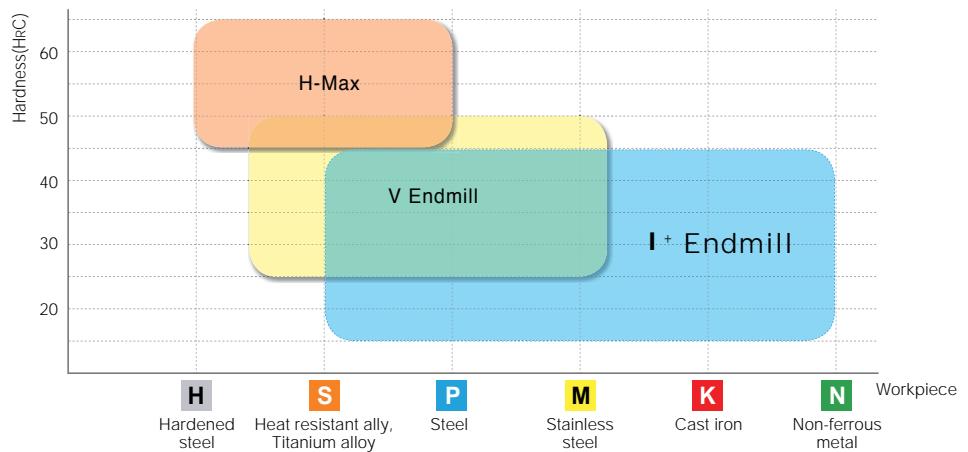 Hardness(HRC)
60
50
40
30
20
H-Max
V Endmill
I + Endmill
H
S
P
M
K
N
Workpiece
Hardened
steel
Heat resistant ally,
Titanium alloy
Steel
Stainless
steel
Cast iron
Non-ferrous
metal